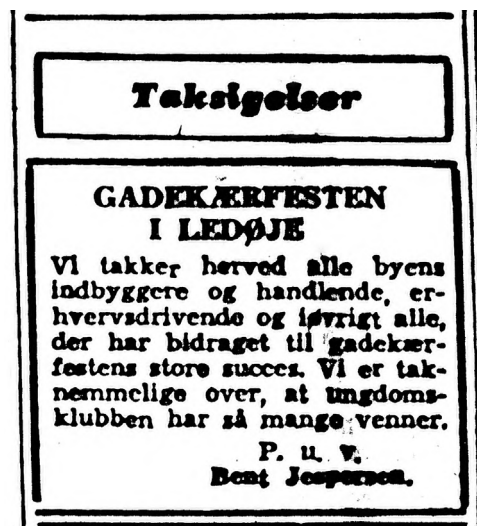 Taksigelser
GADEKÆRFESTEN
I LEDØJE
Vi takker herved alle byens
indbyggere og handlende, er-
hvervsdrivende og iøvrigt alle,
der har bidraget til gadekær-
festens store succes. Vi er tak-
nemmelige over, at ungdoms-
klubben har så mange venner.
P. u. v.
Bent Jespersen.